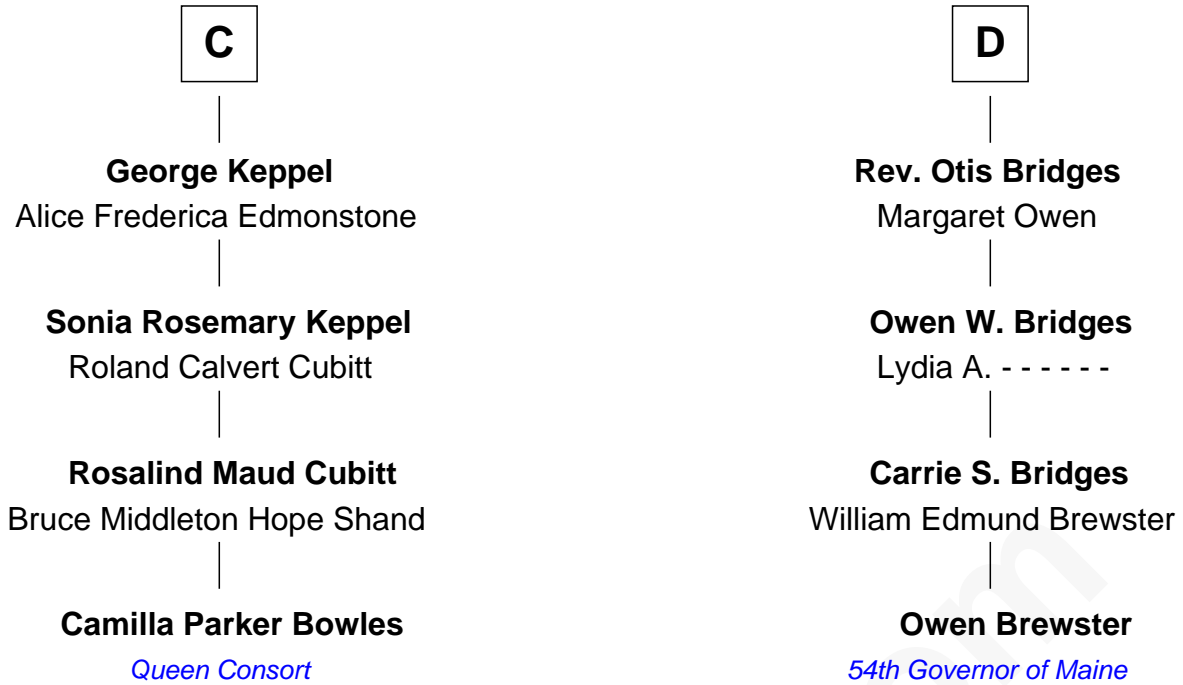 C
George Keppel
Alice Frederica Edmonstone
Sonia Rosemary Keppel
Roland Calvert Cubitt
Rosalind Maud Cubitt
Bruce Middleton Hope Shand
Camilla Parker Bowles
Queen Consort
D
Rev. Otis Bridges
Margaret Owen
Owen W. Bridges
Lydia A. - - - - - -
Carrie S. Bridges
William Edmund Brewster
Owen Brewster
54th Governor of Maine